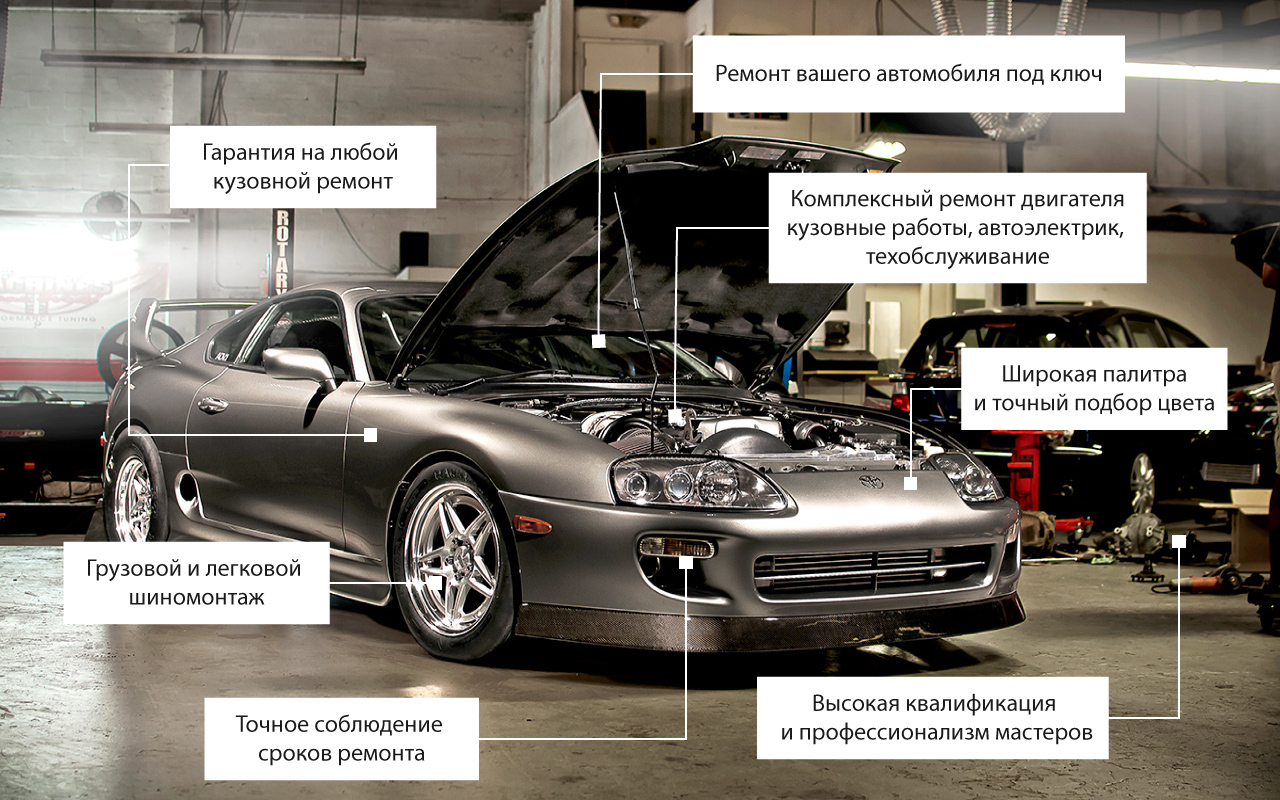 Ремонт вашего автомобиля под ключ
Гарантия на любой
кузовной ремонт
Комплексный ремонт двигателя
кузовные работы, автоэлектрик,
техобслуживание
ROTARY
Широкая палитра
и точный подбор цвета
Грузовой и легковой
шиномонтаж
Высокая квалификация
и профессионализм мастеров
Точное соблюдение
сроков ремонта